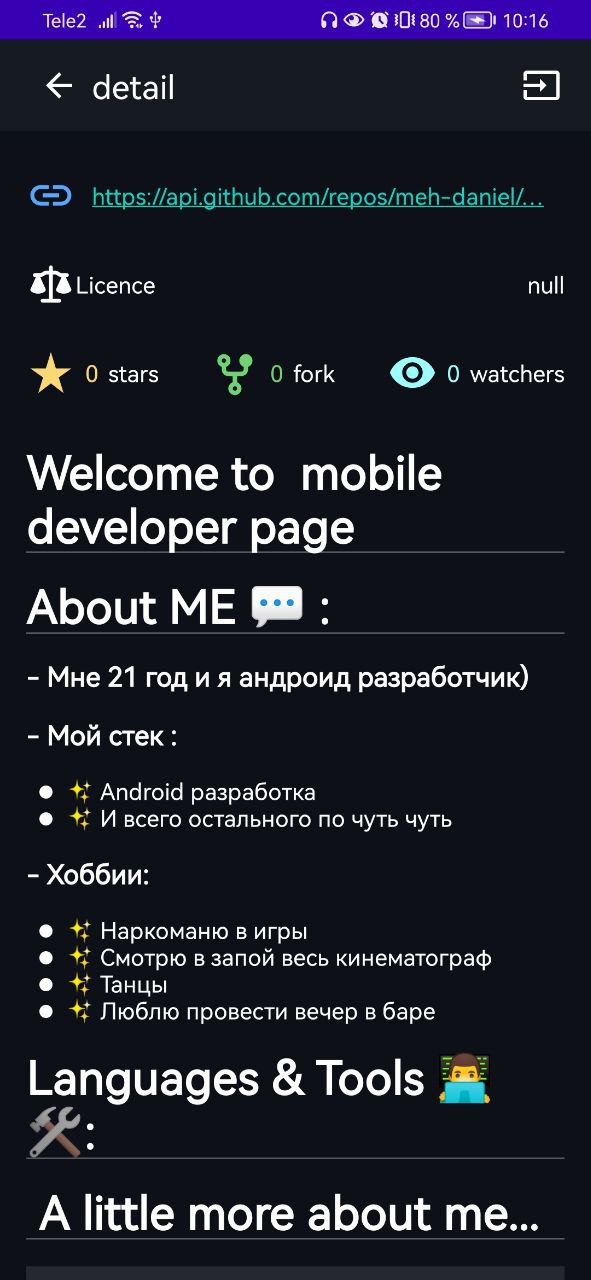 Tele2 80 % 10:16
detail
https://api.github.com/repos/meh-daniel/...
Licence null
0 stars 0 fork 0 watchers
Welcome to mobile
developer page
About ME 💬 :
- Мне 21 год и я андроид разработчик)
- Мой стек :
● ✨ Android разработка
● ✨ И всего остального по чуть чуть
- Хоббии:
● ✨ Наркоманю в игры
● ✨ Смотрю в запой весь кинематограф
● ✨ Танцы
● ✨ Люблю провести вечер в баре
Languages & Tools 👨‍💻
🛠️:
A little more about me...